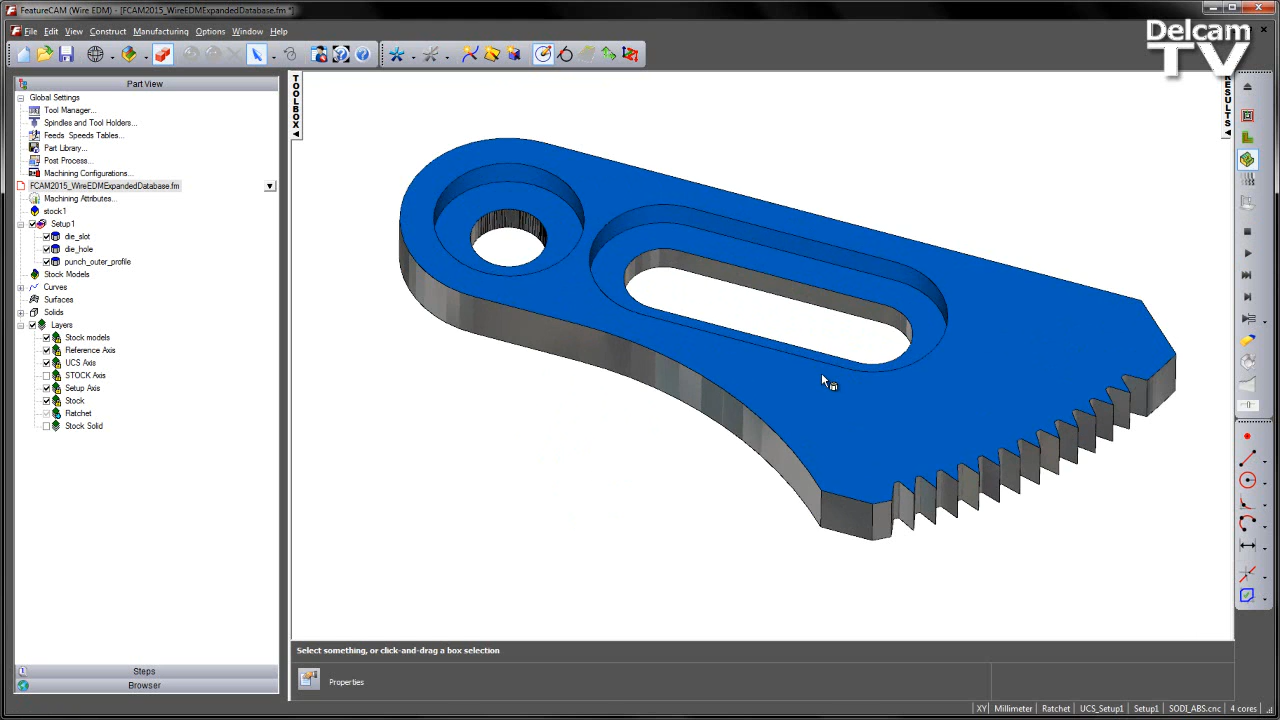 FeatureCAM (Wire EDM) - [FCAM2015_WireEDMExpandedDatabase.fm *]
File Edit View Construct Manufacturing Options Window Help
Delcam
TV
TOOLBOX
RESULTS
Part View
Global Settings
Tool Manager...
Spindles and Tool Holders...
Feeds Speeds Tables...
Part Library...
Post Process...
Machining Configurations...
FCAM2015_WireEDMExpandedDatabase.fm
Machining Attributes...
stock1
Setup1
die_slot
die_hole
punch_outer_profile
Stock Models
Curves
Surfaces
Solids
Layers
Stock models
Reference Axis
UCS Axis
STOCK Axis
Setup Axis
Stock
Ratchet
Stock Solid
Steps
Browser
Select something, or click-and-drag a box selection
Properties
XY Millimeter Ratchet UCS_Setup1 Setup1 SODI_ABS.cnc 4 cores